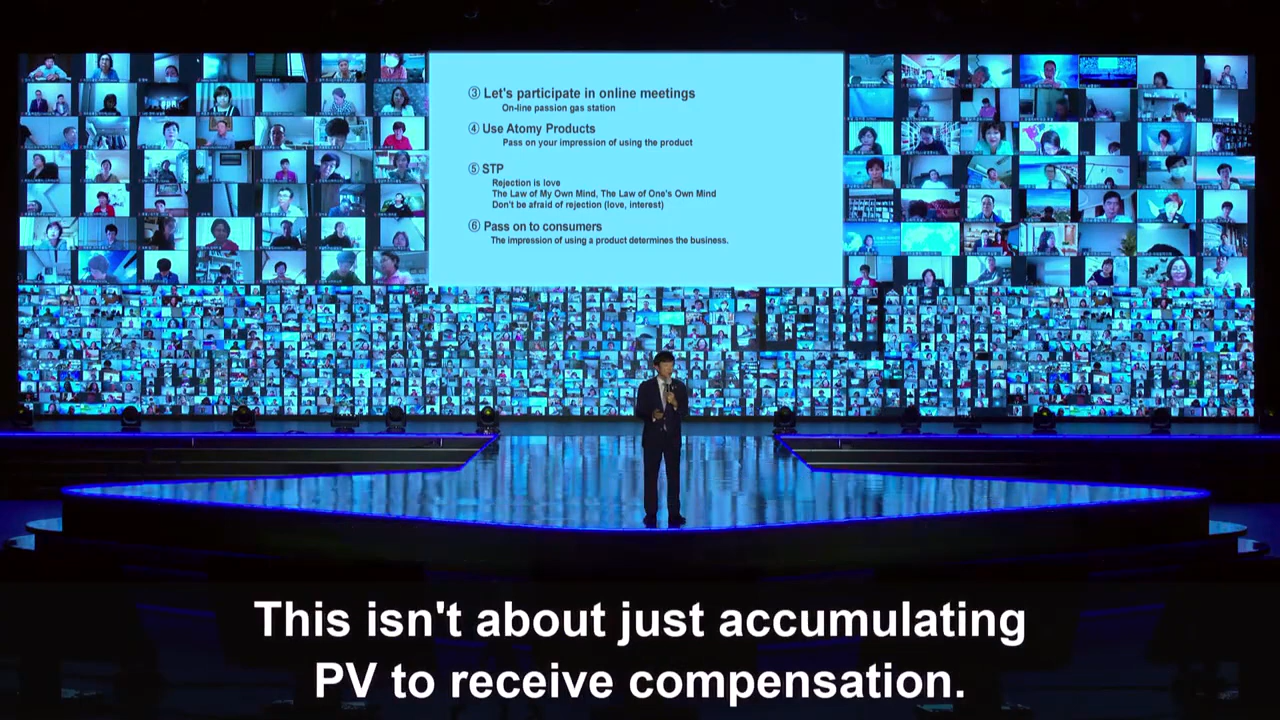 ③ Let's participate in online meetings
On-line passion gas station
④ Use Atomy Products
Pass on your impression of using the product
⑤ STP
Rejection is love
The Law of My Own Mind, The Law of One's Own Mind
Don't be afraid of rejection (love, interest)
⑥ Pass on to consumers
The impression of using a product determines the business.
This isn't about just accumulating
PV to receive compensation.